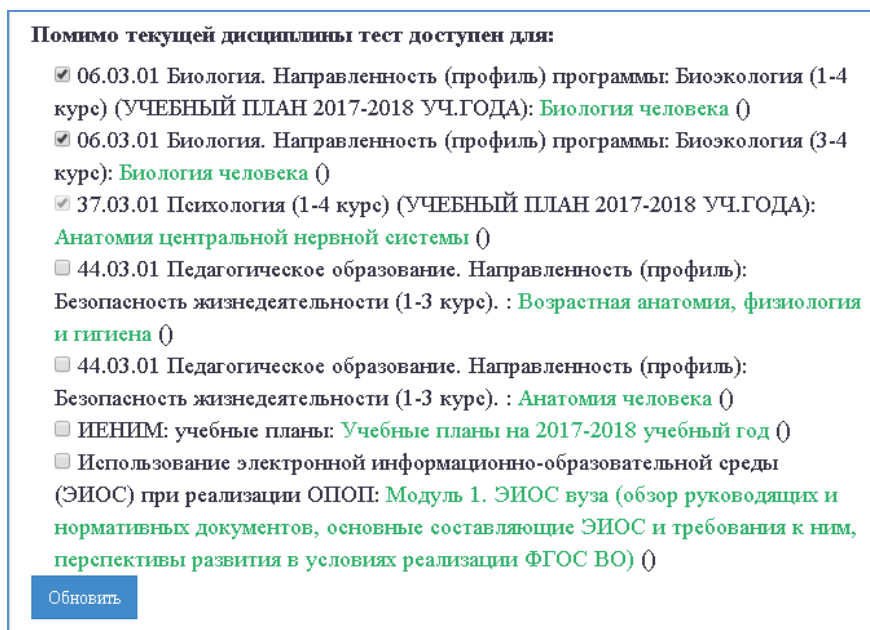 Помимо текущей дисциплины тест доступен для:
06.03.01 Биология. Направленность (профиль) программы: Биоэкология (1-4
курс) (УЧЕБНЫЙ ПЛАН 2017-2018 УЧ.ГОДА): Биология человека ()
06.03.01 Биология. Направленность (профиль) программы: Биоэкология (3-4
курс): Биология человека ()
37.03.01 Психология (1-4 курс) (УЧЕБНЫЙ ПЛАН 2017-2018 УЧ.ГОДА):
Анатомия центральной нервной системы ()
44.03.01 Педагогическое образование. Направленность (профиль):
Безопасность жизнедеятельности (1-3 курс). : Возрастная анатомия, физиология
и гигиена ()
44.03.01 Педагогическое образование. Направленность (профиль):
Безопасность жизнедеятельности (1-3 курс). : Анатомия человека ()
ИЕНИМ: учебные планы: Учебные планы на 2017-2018 учебный год ()
Использование электронной информационно-образовательной среды
(ЭИОС) при реализации ОПОП: Модуль 1. ЭИОС вуза (обзор руководящих и
нормативных документов, основные составляющие ЭИОС и требования к ним,
перспективы развития в условиях реализации ФГОС ВО) ()
Обновить